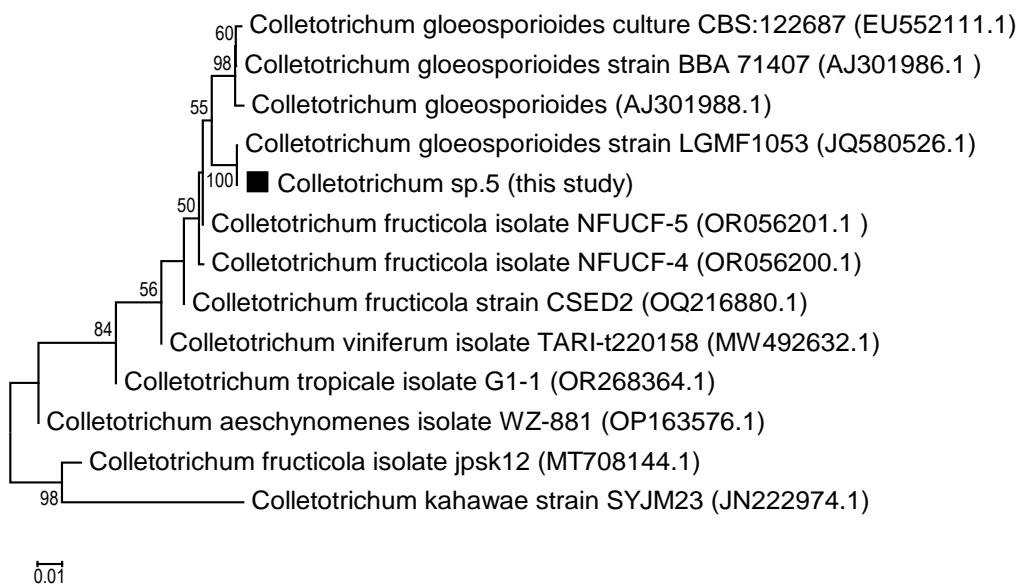 Colletotrichum gloeosporioides culture CBS:122687 (EU552111.1)
60
Colletotrichum gloeosporioides strain BBA 71407 (AJ301986.1 )
98
Colletotrichum gloeosporioides (AJ301988.1)
55
Colletotrichum gloeosporioides strain LGMF1053 (JQ580526.1)
100
Colletotrichum sp.5 (this study)
50
Colletotrichum fructicola isolate NFUCF-5 (OR056201.1 )
Colletotrichum fructicola isolate NFUCF-4 (OR056200.1)
56
Colletotrichum fructicola strain CSED2 (OQ216880.1)
84
Colletotrichum viniferum isolate TARI-t220158 (MW492632.1)
Colletotrichum tropicale isolate G1-1 (OR268364.1)
Colletotrichum aeschynomenes isolate WZ-881 (OP163576.1)
Colletotrichum fructicola isolate jpsk12 (MT708144.1)
98
Colletotrichum kahawae strain SYJM23 (JN222974.1)
0.01